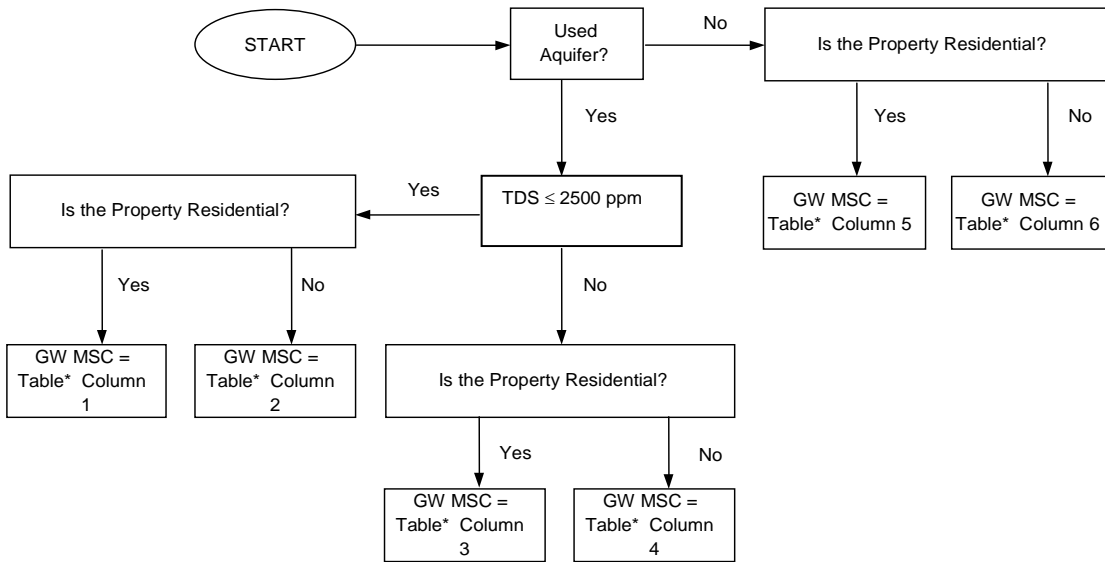 START
Used
Aquifer?
No
Is the Property Residential?
Yes
No
Yes
GW MSC =
Table* Column 5
GW MSC =
Table* Column 6
Is the Property Residential?
Yes
TDS ≤ 2500 ppm
Yes
No
No
GW MSC =
Table* Column
1
GW MSC =
Table* Column
2
Is the Property Residential?
Yes
No
GW MSC =
Table* Column
3
GW MSC =
Table* Column
4